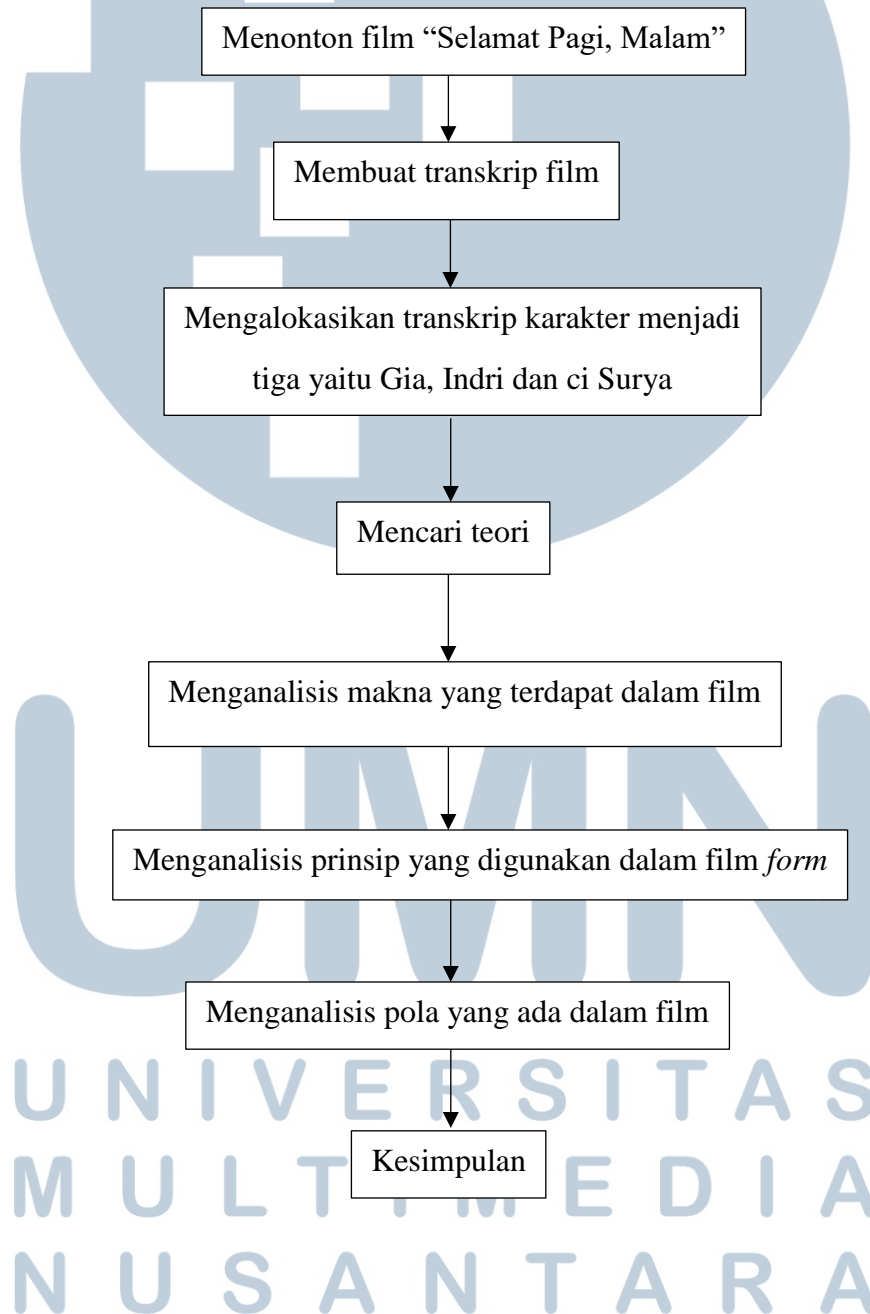 Menonton film “Selamat Pagi, Malam”
Membuat transkrip film
Mengalokasikan transkrip karakter menjadi
tiga yaitu Gia, Indri dan ci Surya
Mencari teori
Menganalisis makna yang terdapat dalam film
Menganalisis prinsip yang digunakan dalam film form
Menganalisis pola yang ada dalam film
Kesimpulan
UMN
UNIVERSITAS
MULTIMEDIA
NUSANTARA